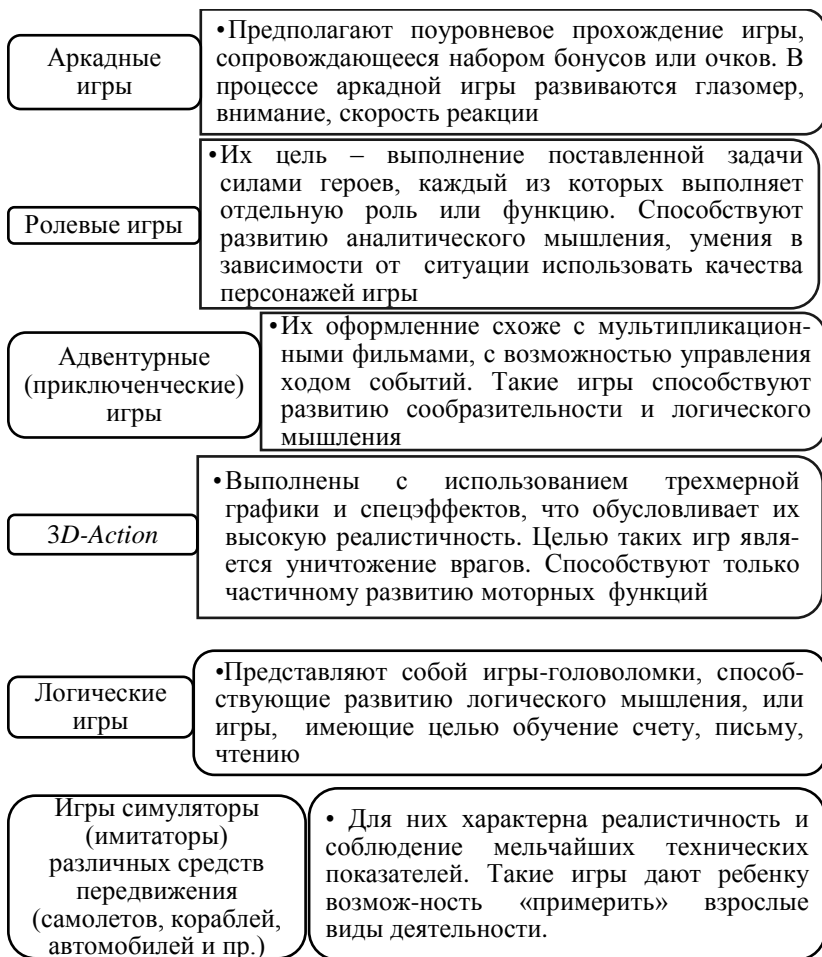 Аркадные
игры
•Предполагают поуровневое прохождение игры,
сопровождающееся набором бонусов или очков. В
процессе аркадной игры развиваются глазомер,
внимание, скорость реакции
Ролевые игры
•Их цель – выполнение поставленной задачи
силами героев, каждый из которых выполняет
отдельную роль или функцию. Способствуют
развитию аналитического мышления, умения в
зависимости от ситуации использовать качества
персонажей игры
Адвентурные
(приключенческие)
игры
•Их оформленние схоже с мультипликацион-
ными фильмами, с возможностью управления
ходом событий. Такие игры способствуют
развитию сообразительности и логического
мышления
3D-Action
•Выполнены с использованием трехмерной
графики и спецэффектов, что обусловливает их
высокую реалистичность. Целью таких игр явля-
ется уничтожение врагов. Способствуют только
частичному развитию моторных функций
Логические
игры
•Представляют собой игры-головоломки, способ-
ствующие развитию логического мышления, или
игры, имеющие целью обучение счету, письму,
чтению
Игры симуляторы
(имитаторы)
различных средств
передвижения
(самолетов, кораблей,
автомобилей и пр.)
• Для них характерна реалистичность и
соблюдение мельчайших технических
показателей. Такие игры дают ребенку
возмож-ность «примерить» взрослые
виды деятельности.